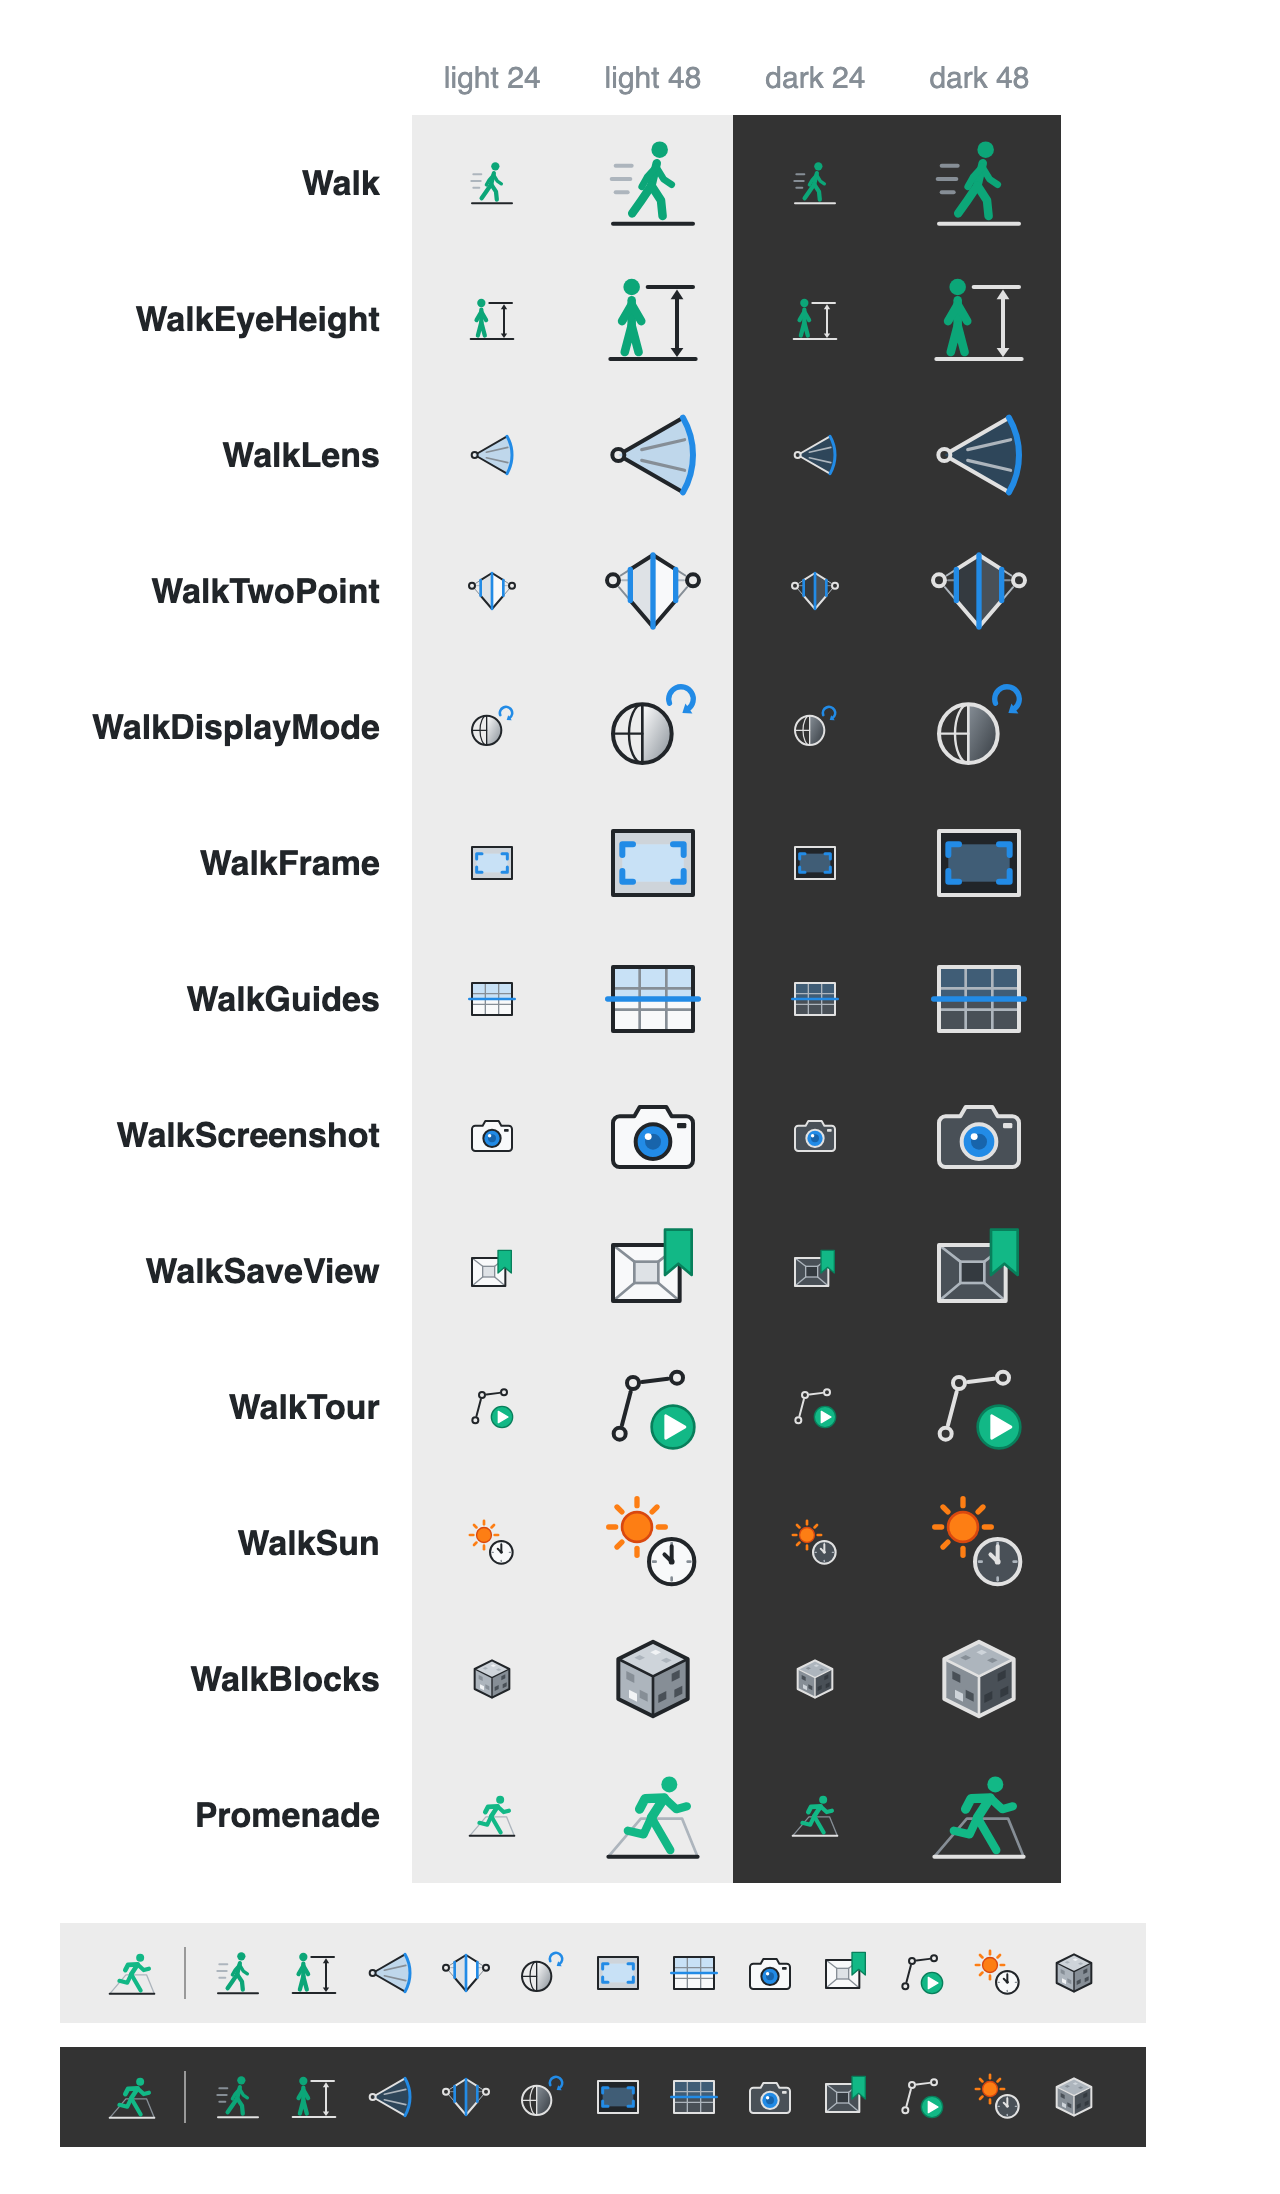 light 24 light 48 dark 24 dark 48
Walk
WalkEyeHeight
WalkLens
WalkTwoPoint
WalkDisplayMode
WalkFrame
WalkGuides
WalkScreenshot
WalkSaveView
WalkTour
WalkSun
WalkBlocks
Promenade